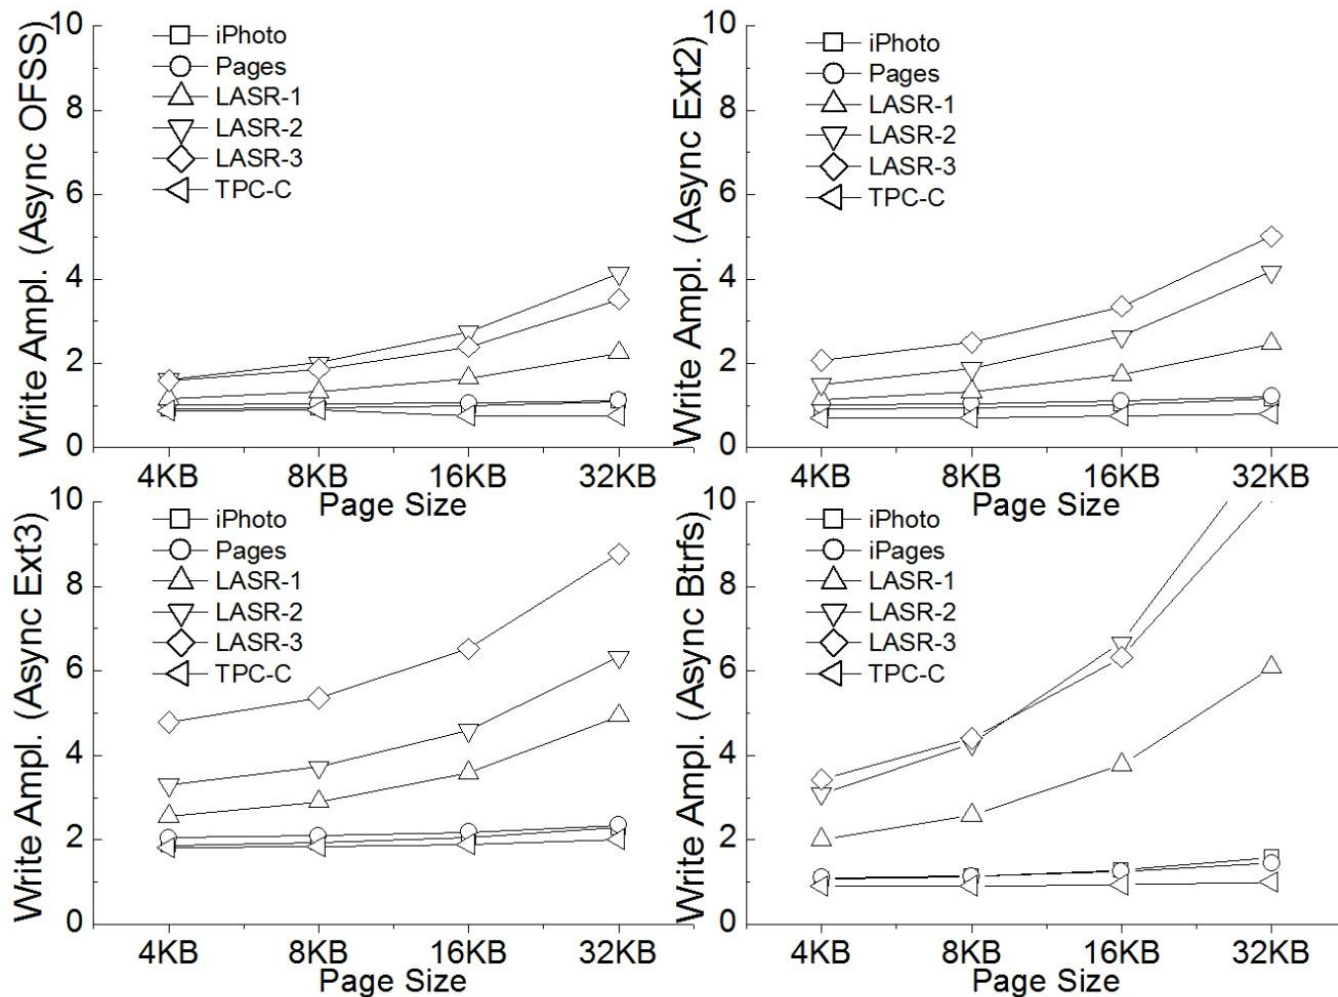 Write Ampl. (Async OFSS)
10
8
6
4
2
0
iPhoto
Pages
LASR-1
LASR-2
LASR-3
TPC-C
4KB 8KB 16KB 32KB
Page Size
Write Ampl. (Async Ext2)
10
8
6
4
2
0
iPhoto
Pages
LASR-1
LASR-2
LASR-3
TPC-C
4KB 8KB 16KB 32KB
Page Size
Write Ampl. (Async Ext3)
10
8
6
4
2
0
iPhoto
Pages
LASR-1
LASR-2
LASR-3
TPC-C
4KB 8KB 16KB 32KB
Page Size
Write Ampl. (Async Btrfs)
10
8
6
4
2
0
iPhoto
iPages
LASR-1
LASR-2
LASR-3
TPC-C
4KB 8KB 16KB 32KB
Page Size